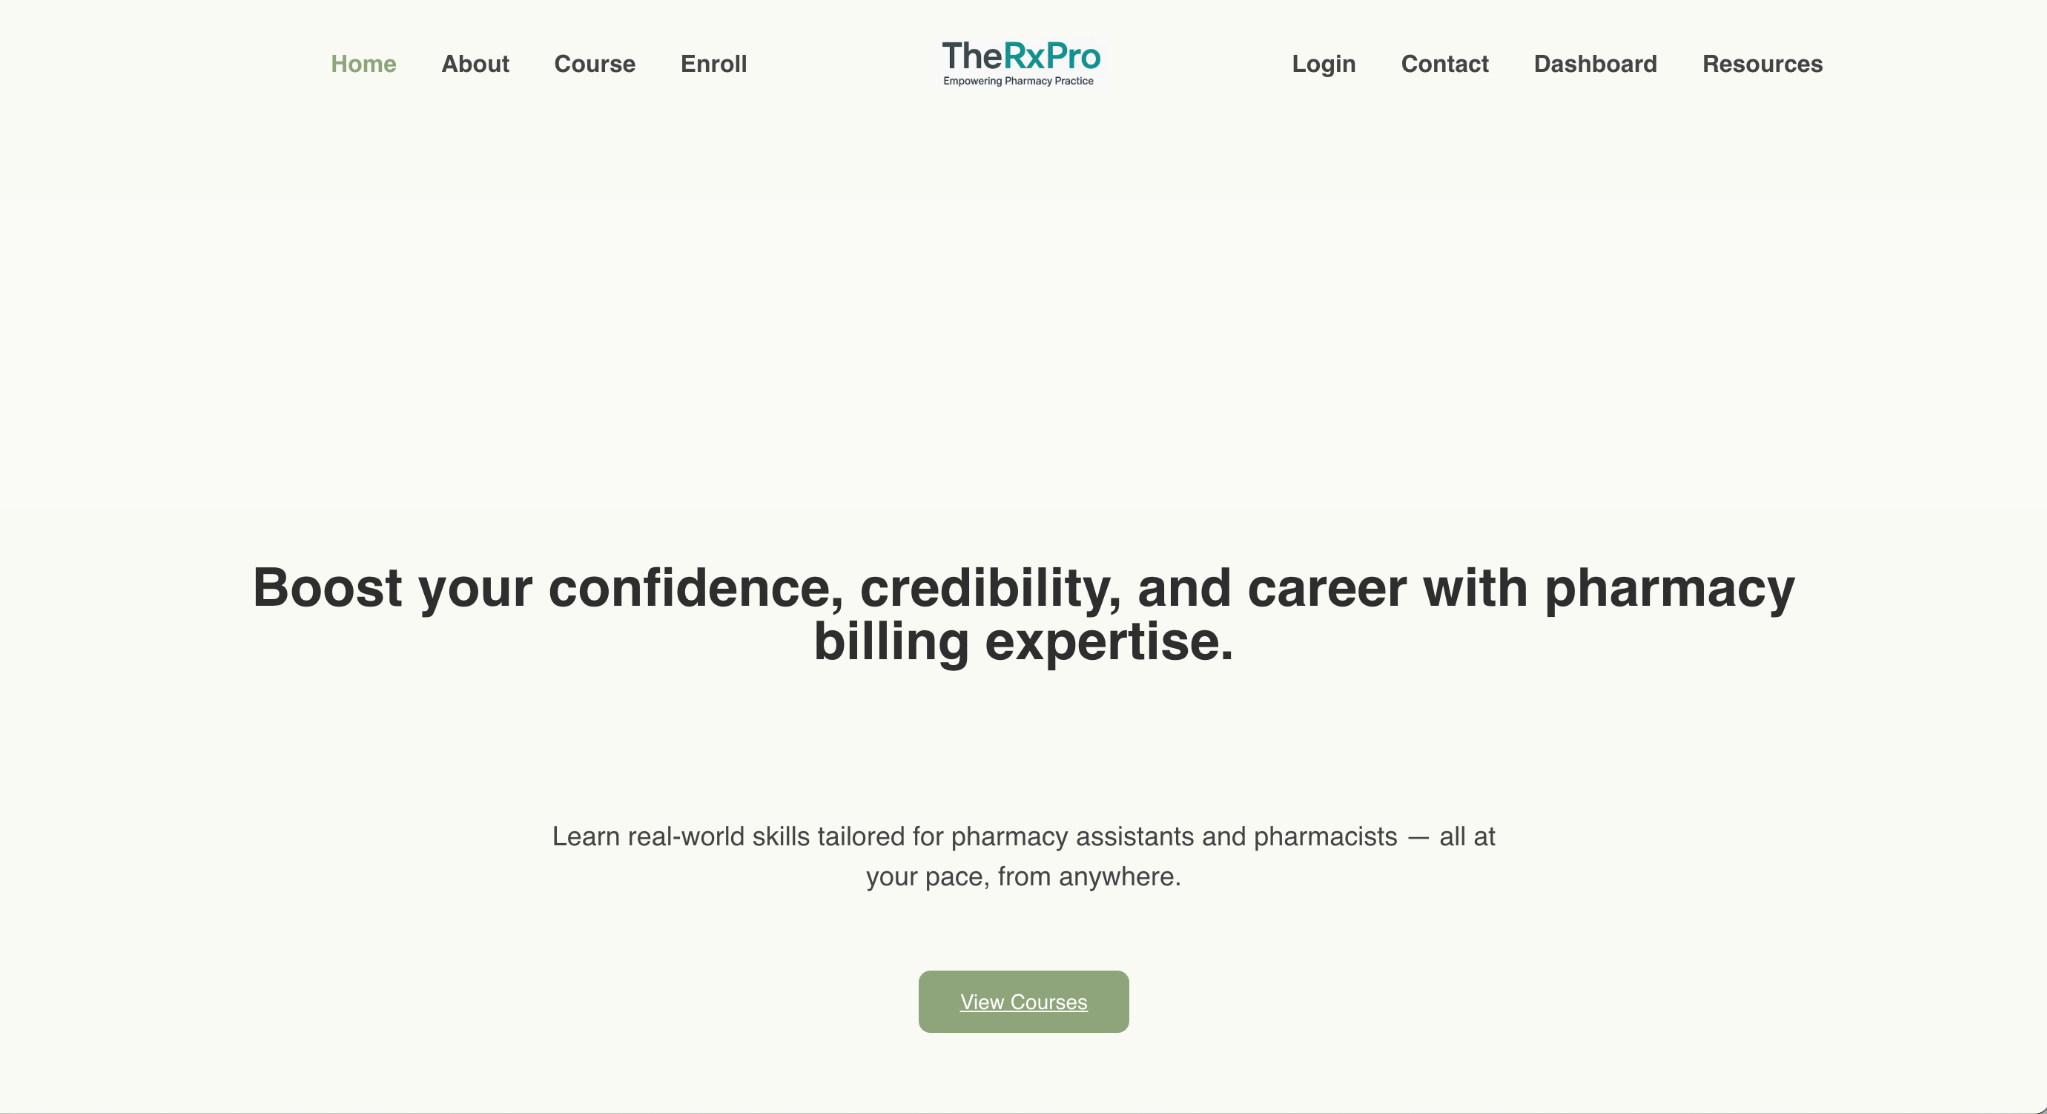 Home About Course Enroll
TheRxPro
Empowering Pharmacy Practice
Login Contact Dashboard Resources
Boost your confidence, credibility, and career with pharmacy
billing expertise.
Learn real-world skills tailored for pharmacy assistants and pharmacists — all at
your pace, from anywhere.
View Courses